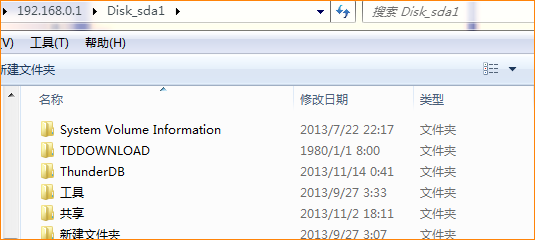 192.168.0.1 Disk_sda1 搜索 Disk_sda1
(V) 工具(T) 帮助(H)
新建文件夹
名称 修改日期 类型
System Volume Information 2013/7/22 22:17 文件夹
TDDOWNLOAD 1980/1/1 8:00 文件夹
ThunderDB 2013/11/14 0:41 文件夹
工具 2013/9/27 3:33 文件夹
共享 2013/11/2 18:11 文件夹
新建文件夹 2013/9/27 3:07 文件夹